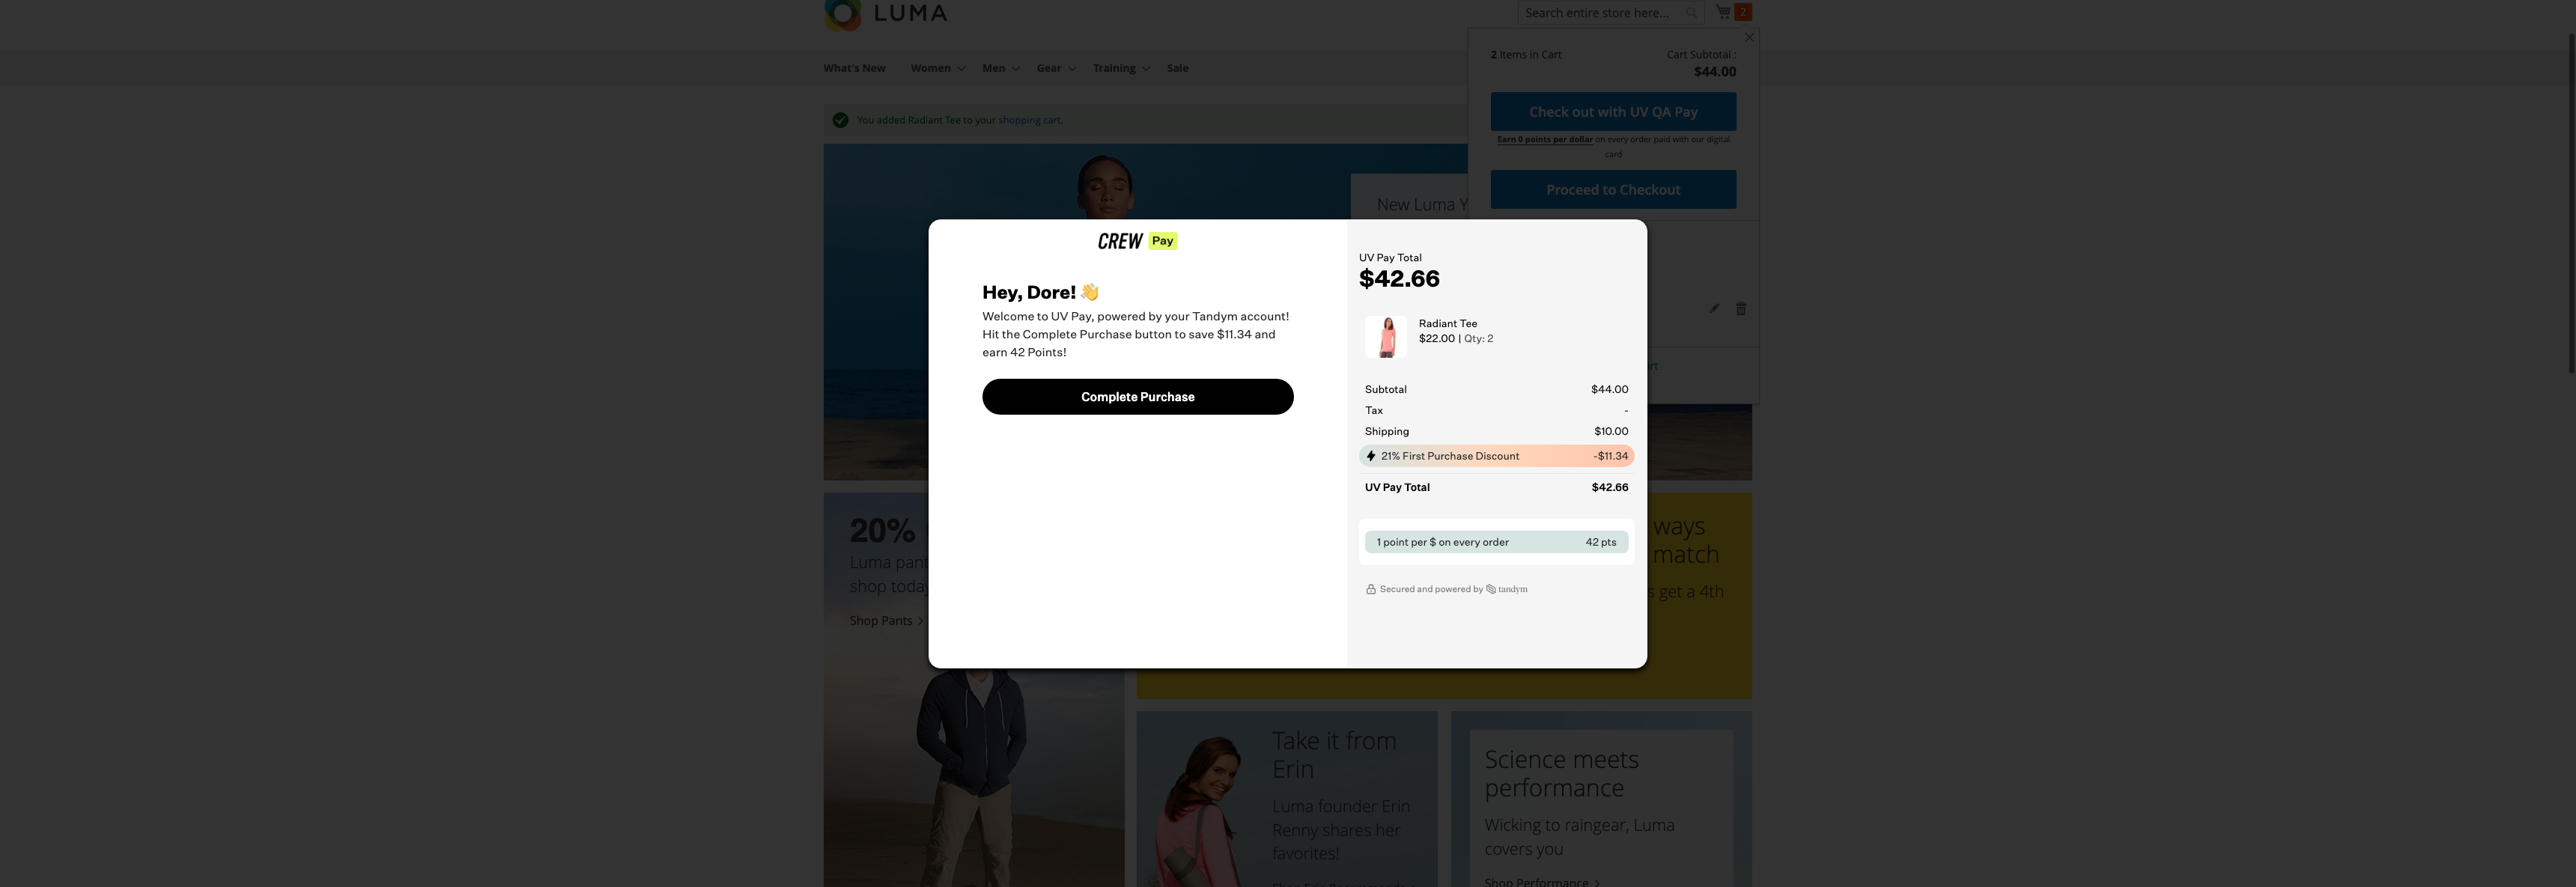 LUMA
Search entire store here...
2
What's New
Women
Men
Gear
Training
Sale
2 Items in Cart
Cart Subtotal :
$44.00
Check out with UV QA Pay
Earn 0 points per dollar on every order paid with our digital
card
Proceed to Checkout
You added Radiant Tee to your shopping cart.
New Luma Y
CREW Pay
Hey, Dore! 👋
Welcome to UV Pay, powered by your Tandym account!
Hit the Complete Purchase button to save $11.34 and
earn 42 Points!
Complete Purchase
UV Pay Total
$42.66
Radiant Tee
$22.00 | Qty: 2
Subtotal
$44.00
Tax
-
Shipping
$10.00
21% First Purchase Discount
-$11.34
UV Pay Total
$42.66
1 point per $ on every order
42 pts
Secured and powered by tandym
rt
20%
Luma pant
shop today
Shop Pants
ways
match
s get a 4th
Take it from
Erin
Luma founder Erin
Renny shares her
favorites!
Science meets
performance
Wicking to raingear, Luma
covers you
Shop Performance